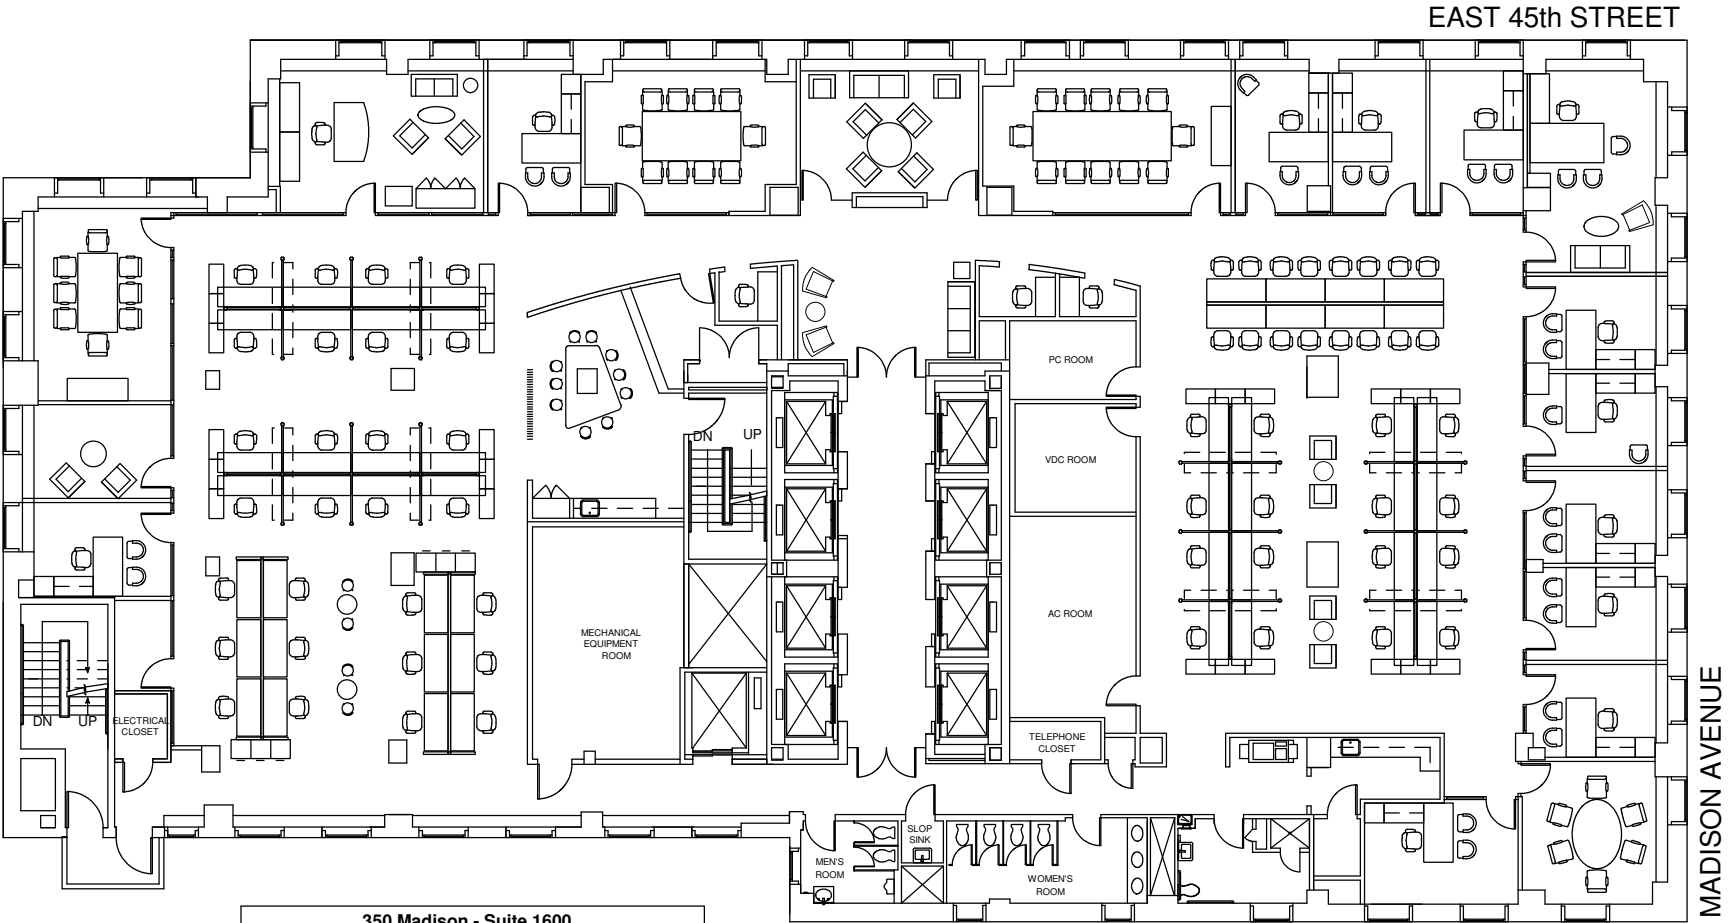 EAST 45th STREET
DN
UP
PC ROOM
VDC ROOM
AC ROOM
MECHANICAL
EQUIPMENT
ROOM
DN
UP
ELECTRICAL
CLOSET
TELEPHONE
CLOSET
SLOP
SINK
MEN'S
ROOM
WOMEN'S
ROOM
MADISON AVENUE
350 Madison - Suite 1600